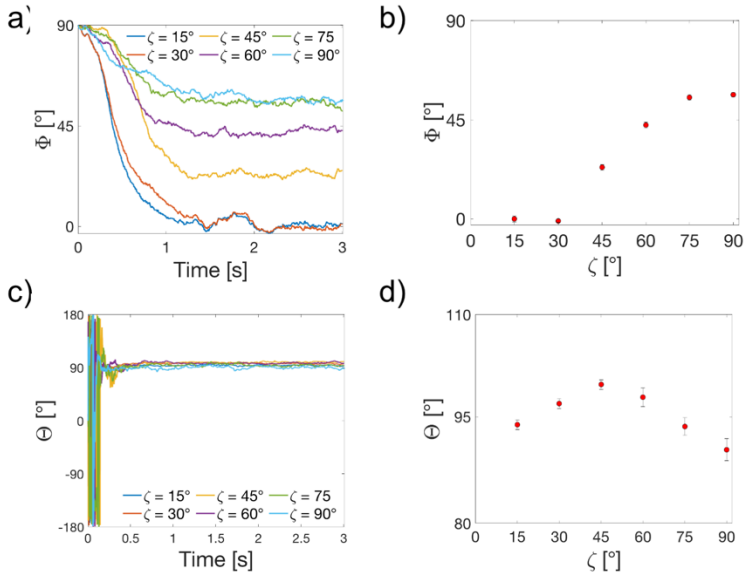 a)
90
45
0
Φ [°]
ζ = 15° ζ = 45° ζ = 75
ζ = 30° ζ = 60° ζ = 90°
0 1 2 3
Time [s]
b)
90
45
0
Φ [°]
0 15 30 45 60 75 90
ζ [°]
c)
180
90
0
-90
-180
Θ [°]
ζ = 15° ζ = 45° ζ = 75
ζ = 30° ζ = 60° ζ = 90°
0 0.5 1 1.5 2 2.5 3
Time [s]
d)
110
95
80
Θ [°]
0 15 30 45 60 75 90
ζ [°]